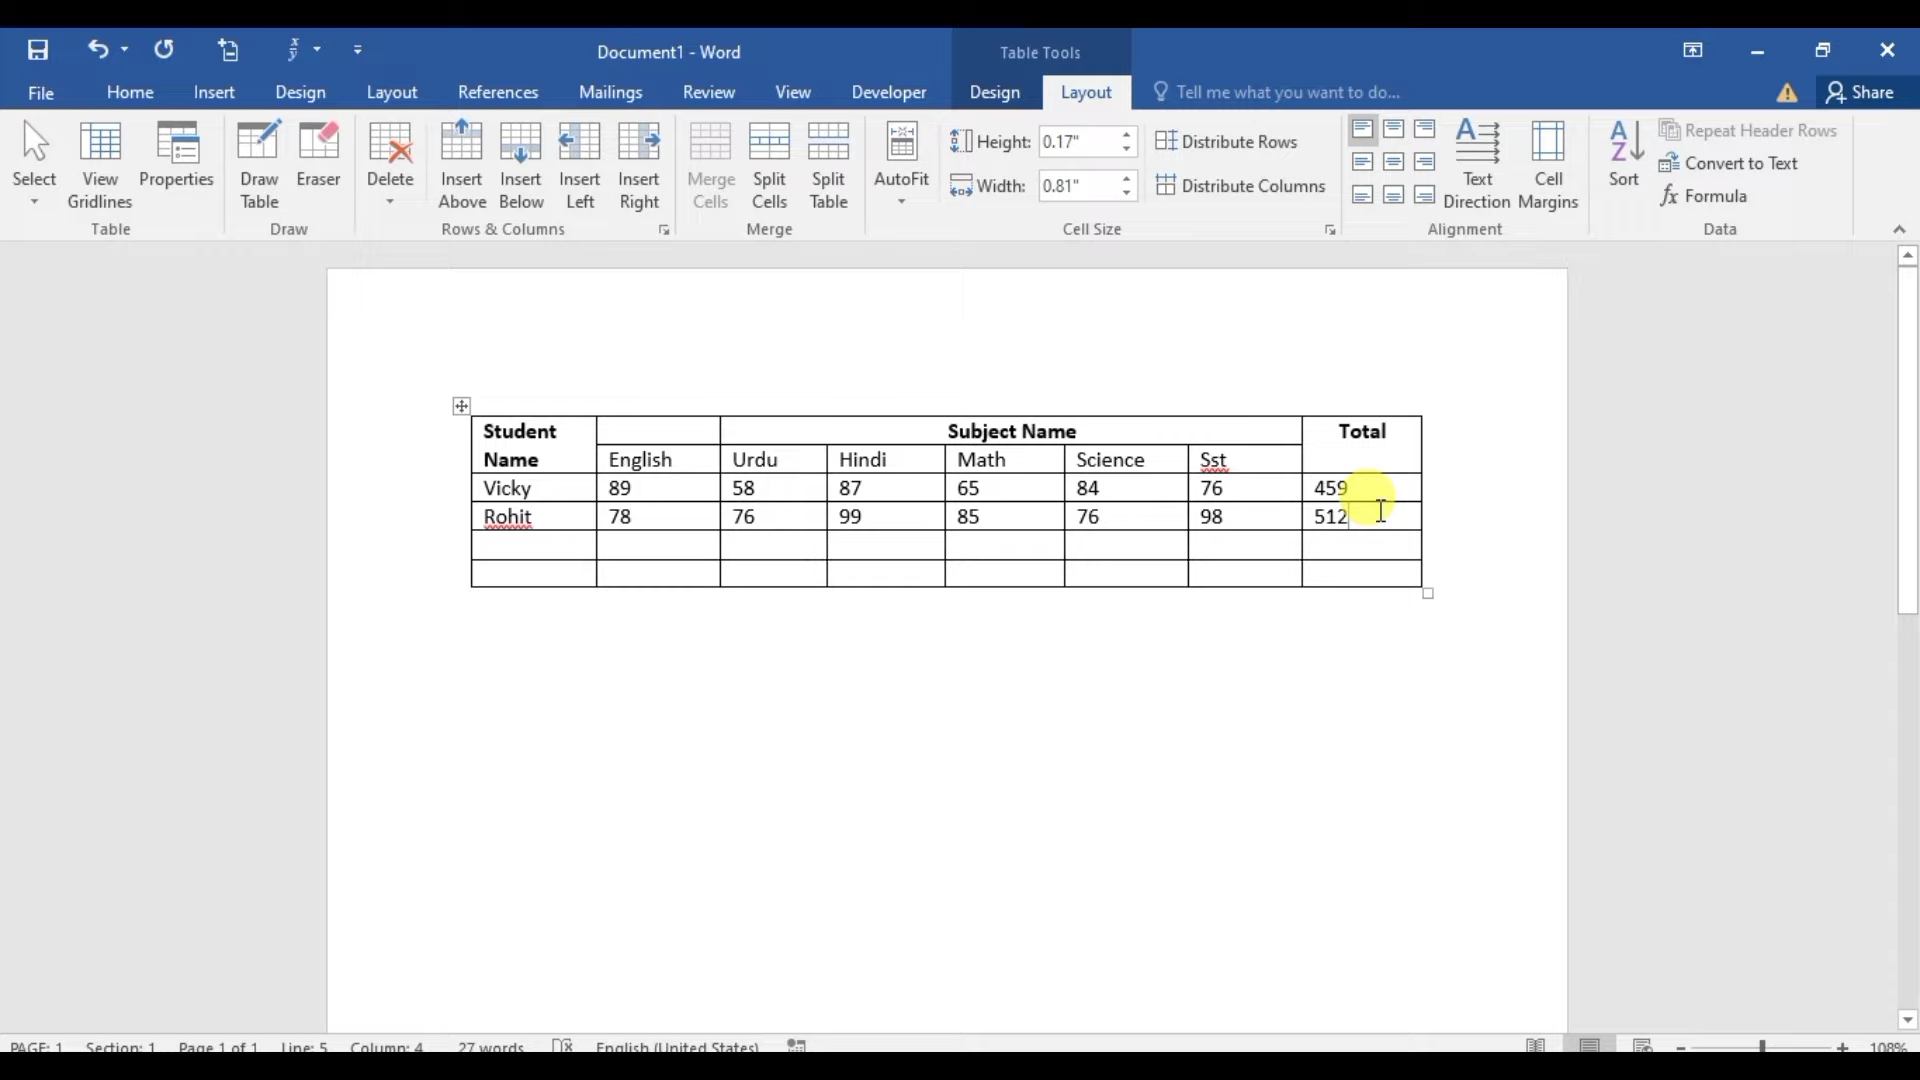 Document1 - Word
Table Tools
File Home Insert Design Layout References Mailings Review View Developer Design Layout Tell me what you want to do... Share
Select
View Gridlines
Properties
Table
Draw Table
Eraser
Draw
Delete
Insert Above
Insert Below
Insert Left
Insert Right
Rows & Columns
Merge Cells
Split Cells
Split Table
Merge
AutoFit
Height: 0.17"
Width: 0.81"
Distribute Rows
Distribute Columns
Cell Size
Text Direction
Cell Margins
Alignment
Sort
Repeat Header Rows
Convert to Text
Formula
Data
Student Name Subject Name Total
English Urdu Hindi Math Science Sst
Vicky 89 58 87 65 84 76 459
Rohit 78 76 99 85 76 98 512
PAGE: 1 Section: 1 Page 1 of 1 Line: 5 Column: 4 27 words English (United States) 108%